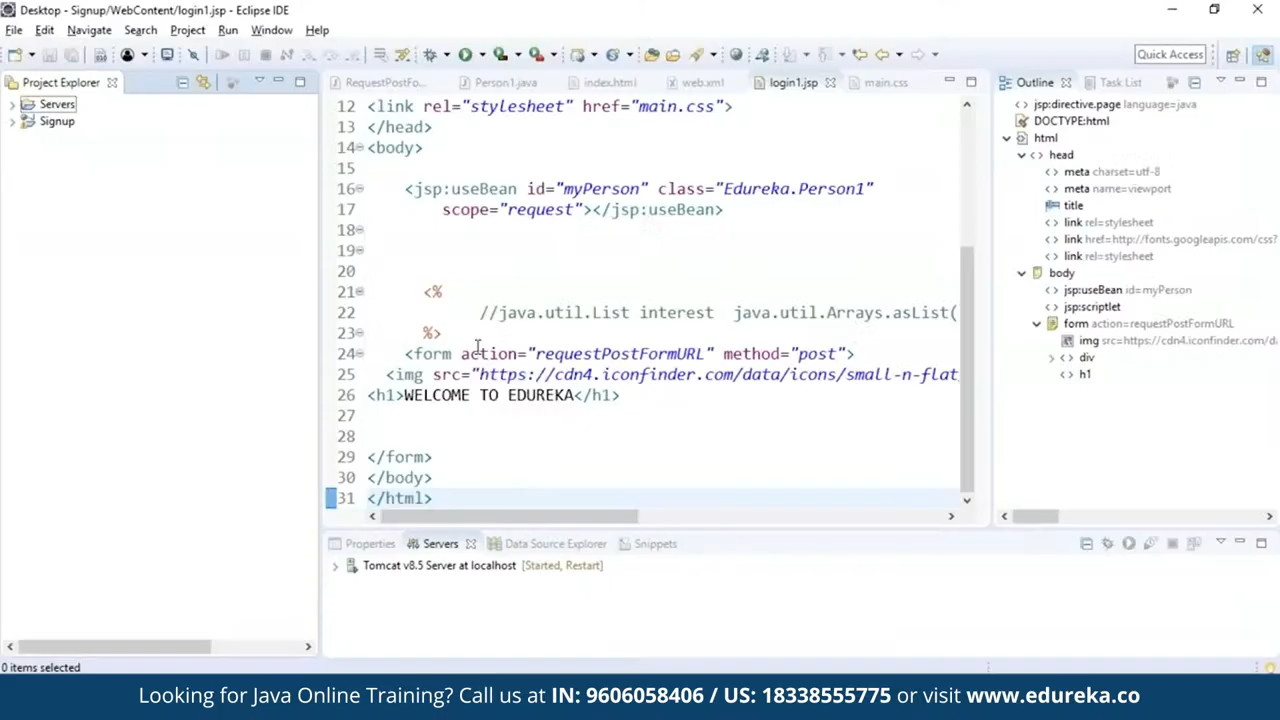 Desktop - Signup/WebContent/login1.jsp - Eclipse IDE
File Edit Navigate Search Project Run Window Help
Quick Access
Project Explorer
Servers
Signup
RequestPostFo...
Person1.java
index.html
web.xml
login1.jsp
main.css
12 <link rel="stylesheet" href="main.css">
13 </head>
14 <body>
15
16 <jsp:useBean id="myPerson" class="Edureka.Person1"
17 scope="request"></jsp:useBean>
18
19
20
21 <%
22 //java.util.List interest java.util.Arrays.asList(
23 %>
24 <form action="requestPostFormURL" method="post">
25 <img src="https://cdn4.iconfinder.com/data/icons/small-n-flat
26 <h1>WELCOME TO EDUREKA</h1>
27
28
29 </form>
30 </body>
31 </html>
Outline
Task List
jsp:directive.page language=java
DOCTYPE:html
html
head
meta charset=utf-8
meta name=viewport
title
link rel=stylesheet
link href=http://fonts.googleapis.com/css?
link rel=stylesheet
body
jsp:useBean id=myPerson
jsp:scriptlet
form action=requestPostFormURL
img src=https://cdn4.iconfinder.com/d
div
h1
Properties
Servers
Data Source Explorer
Snippets
Tomcat v8.5 Server at localhost [Started, Restart]
0 items selected
Looking for Java Online Training? Call us at IN: 9606058406 / US: 18338555775 or visit www.edureka.co